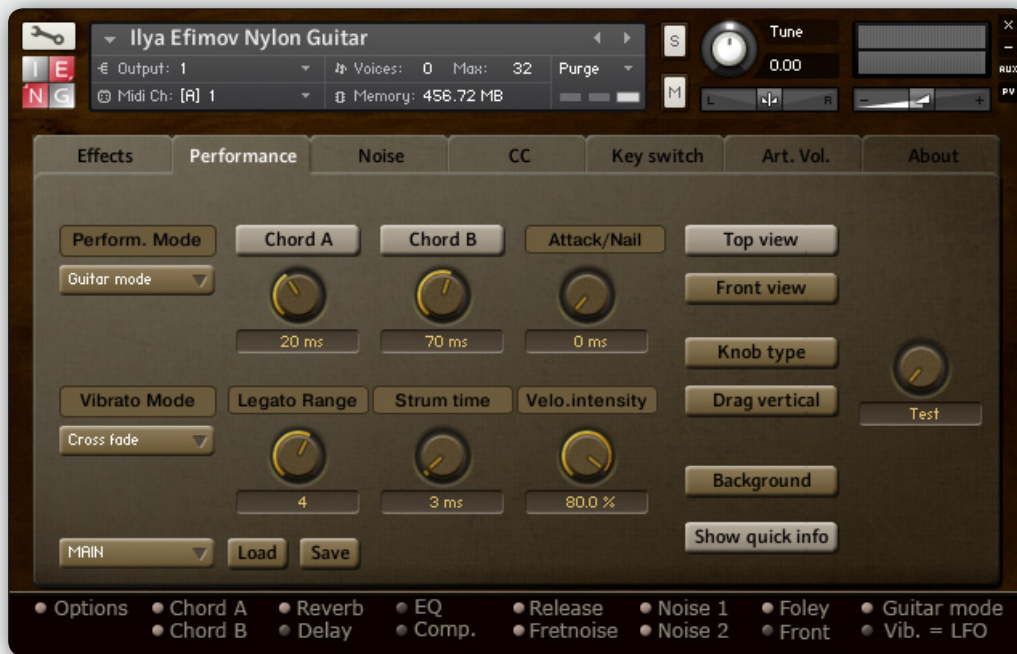 Ilya Efimov Nylon Guitar
S
Tune
Output: 1
Voices: 0 Max: 32
Purge
0.00
AUX
I E, N G
Midi Ch: [A] 1
Memory: 456.72 MB
M
L
R
PV
Effects Performance Noise CC Key switch Art. Vol. About
Perform. Mode Chord A Chord B Attack/Nail Top view
Guitar mode Front view
20 ms 70 ms 0 ms Knob type
Vibrato Mode Legato Range Strum time Velo.intensity Drag vertical Test
Cross fade
4 3 ms 80.0 % Background
MAIN Load Save Show quick info
Options Chord A Reverb EQ Release Noise 1 Foley Guitar mode
Chord B Delay Comp. Fretnoise Noise 2 Front Vib. = LFO